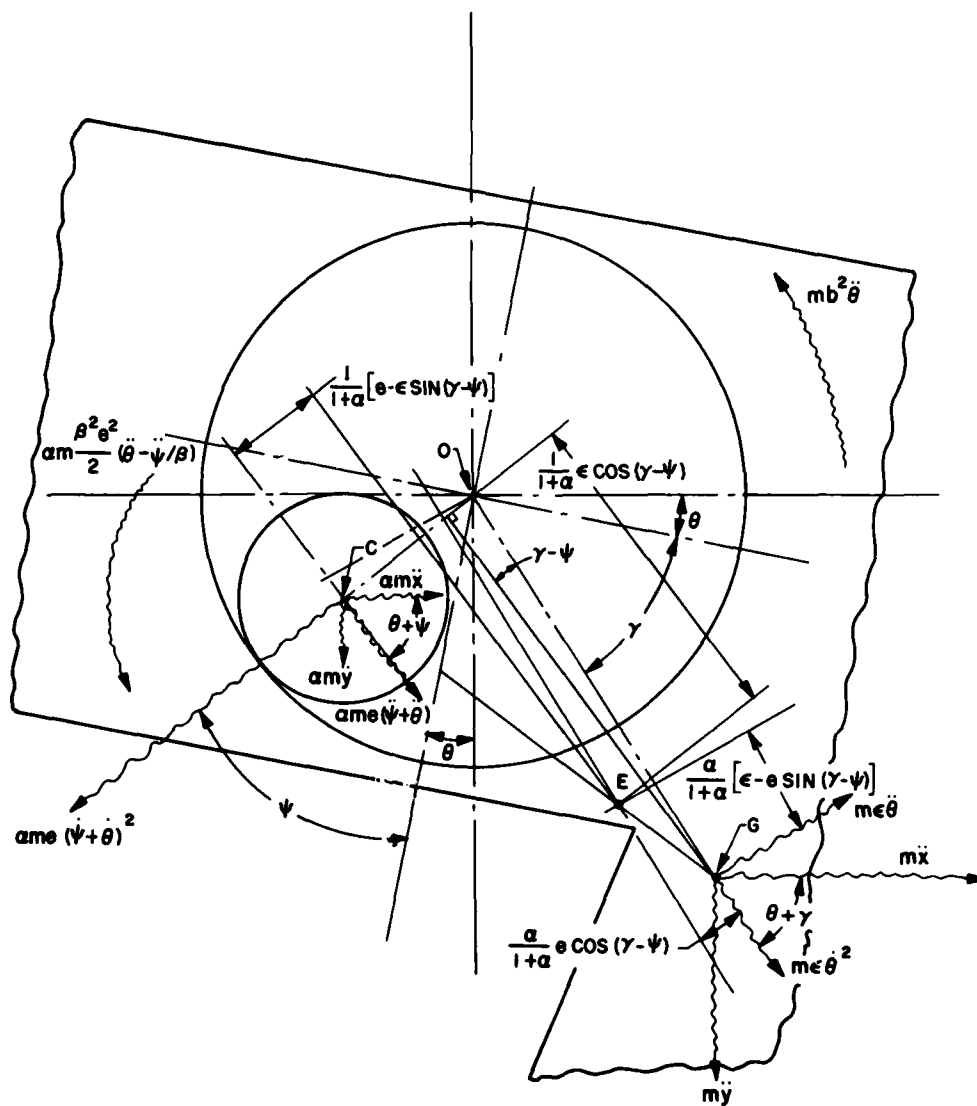 mb²θ̈
1/(1+α) [e-ϵ SIN(γ-ψ)]
αm β²e²/2 (θ̈-ψ̈/β)
O
1/(1+α) ϵ COS(γ-ψ)
θ
C
γ-ψ
αmẍ
θ+ψ
γ
αmÿ
αme(ψ̈+θ̈)
θ
E
α/(1+α) [ϵ-e SIN(γ-ψ)]
ψ
mϵθ̈
αme(ψ̇+θ̇)²
G
mẍ
θ+γ
α/(1+α) e COS(γ-ψ)
mϵθ̇²
mÿ